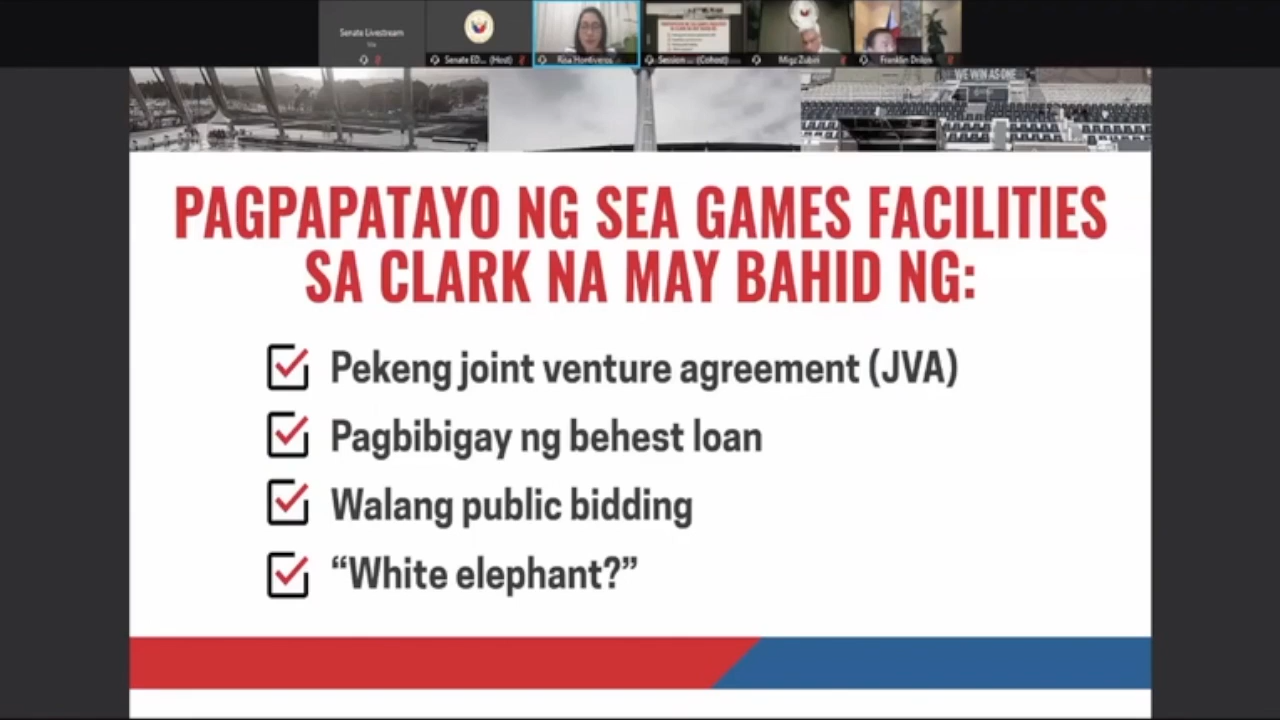 Senate Livestream
Senate ED... (Host)
Risa Hontiveros
Session ... (Cohost)
Migz Zubiri
Franklin Drilon
WE WIN AS ONE
PAGPAPATAYO NG SEA GAMES FACILITIES
SA CLARK NA MAY BAHID NG:
Pekeng joint venture agreement (JVA)
Pagbibigay ng behest loan
Walang public bidding
“White elephant?”